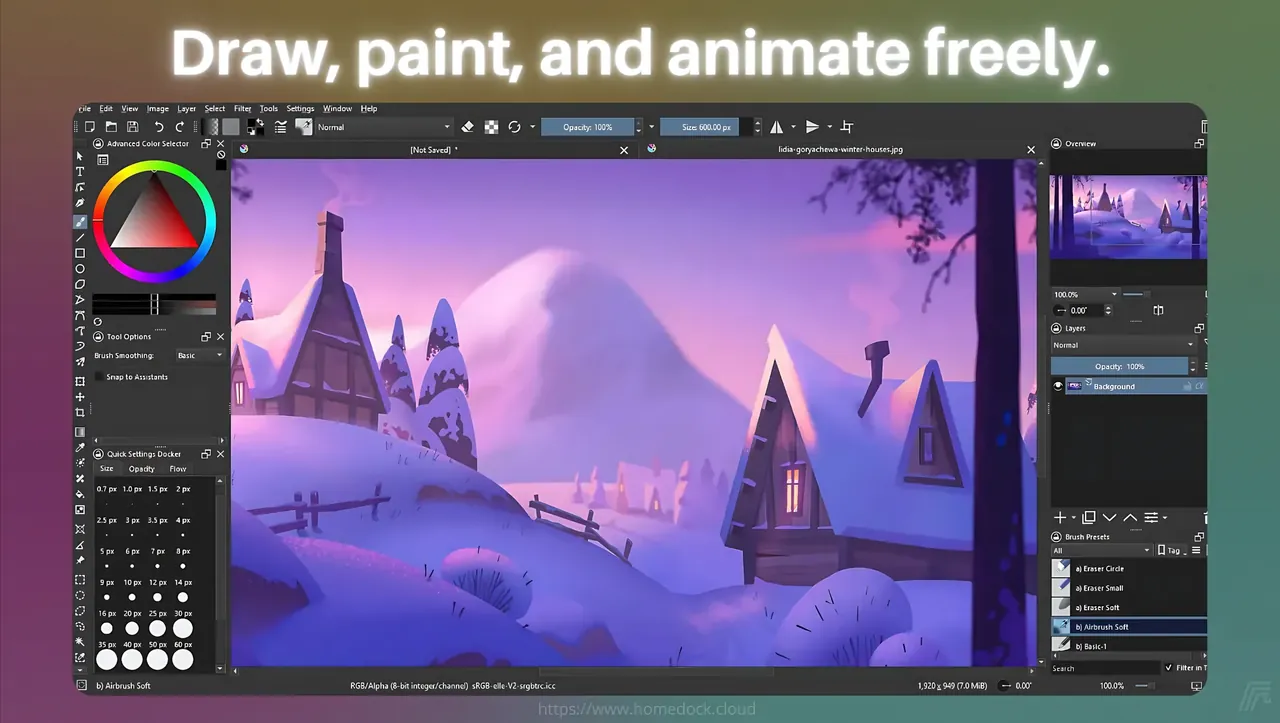 Draw, paint, and animate freely.
File Edit View Image Layer Select Filter Tools Settings Window Help
Normal
Opacity: 100%
Size: 600.00 px
Advanced Color Selector
[Not Saved] *
lidia-goryachewa-winter-houses.jpg
Overview
100.0%
0.00°
Tool Options
Brush Smoothing: Basic
Snap to Assistants
Layers
Normal
Opacity: 100%
Background
Quick Settings Docker
Size Opacity Flow
0.7 px 1.0 px 1.5 px 2 px
2.5 px 3 px 3.5 px 4 px
5 px 6 px 7 px 8 px
9 px 10 px 12 px 14 px
16 px 20 px 25 px 30 px
35 px 40 px 50 px 60 px
Brush Presets
All
Tag
a) Eraser Circle
a) Eraser Small
a) Eraser Soft
b) Airbrush Soft
b) Basic-1
Search
Filter in T
b) Airbrush Soft
RGB/Alpha (8-bit integer/channel) sRGB-elle-V2-srgbtrc.icc
1,920 x 949 (7.0 MiB)
0.00°
100.0%
https://www.homedock.cloud